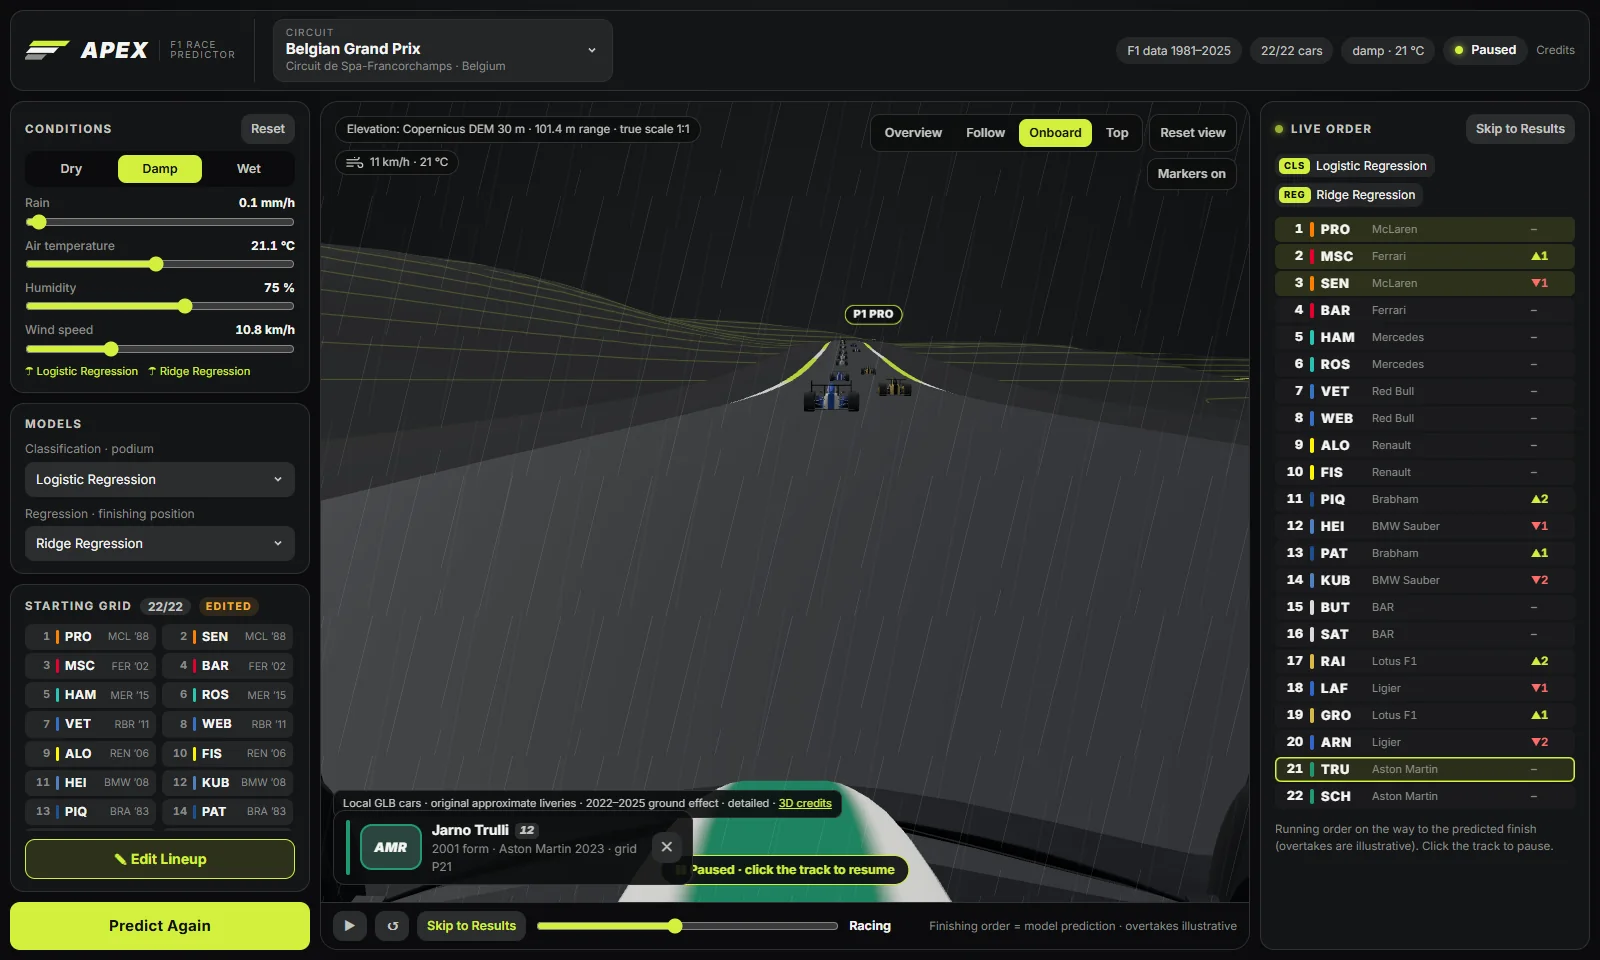 APEX
F1 RACE
PREDICTOR
CIRCUIT
Belgian Grand Prix
Circuit de Spa-Francorchamps · Belgium
F1 data 1981–2025
22/22 cars
damp · 21 °C
Paused
Credits
CONDITIONS
Reset
Dry
Damp
Wet
Rain 0.1 mm/h
Air temperature 21.1 °C
Humidity 75 %
Wind speed 10.8 km/h
Logistic Regression
Ridge Regression
MODELS
Classification · podium
Logistic Regression
Regression · finishing position
Ridge Regression
STARTING GRID 22/22 EDITED
1 PRO MCL '88
2 SEN MCL '88
3 MSC FER '02
4 BAR FER '02
5 HAM MER '15
6 ROS MER '15
7 VET RBR '11
8 WEB RBR '11
9 ALO REN '06
10 FIS REN '06
11 HEI BMW '08
12 KUB BMW '08
13 PIQ BRA '83
14 PAT BRA '83
Edit Lineup
Predict Again
Elevation: Copernicus DEM 30 m · 101.4 m range · true scale 1:1
11 km/h · 21 °C
Overview
Follow
Onboard
Top
Reset view
Markers on
P1 PRO
Local GLB cars · original approximate liveries · 2022–2025 ground effect · detailed · 3D credits
AMR
Jarno Trulli 12
2001 form · Aston Martin 2023 · grid
P21
Paused · click the track to resume
Skip to Results
Racing
Finishing order = model prediction · overtakes illustrative
LIVE ORDER
Skip to Results
CLS Logistic Regression
REG Ridge Regression
1 PRO McLaren –
2 MSC Ferrari ▲1
3 SEN McLaren ▼1
4 BAR Ferrari –
5 HAM Mercedes –
6 ROS Mercedes –
7 VET Red Bull –
8 WEB Red Bull –
9 ALO Renault –
10 FIS Renault –
11 PIQ Brabham ▲2
12 HEI BMW Sauber ▼1
13 PAT Brabham ▲1
14 KUB BMW Sauber ▼2
15 BUT BAR –
16 SAT BAR –
17 RAI Lotus F1 ▲2
18 LAF Ligier ▼1
19 GRO Lotus F1 ▲1
20 ARN Ligier ▼2
21 TRU Aston Martin –
22 SCH Aston Martin
Running order on the way to the predicted finish
(overtakes are illustrative). Click the track to pause.